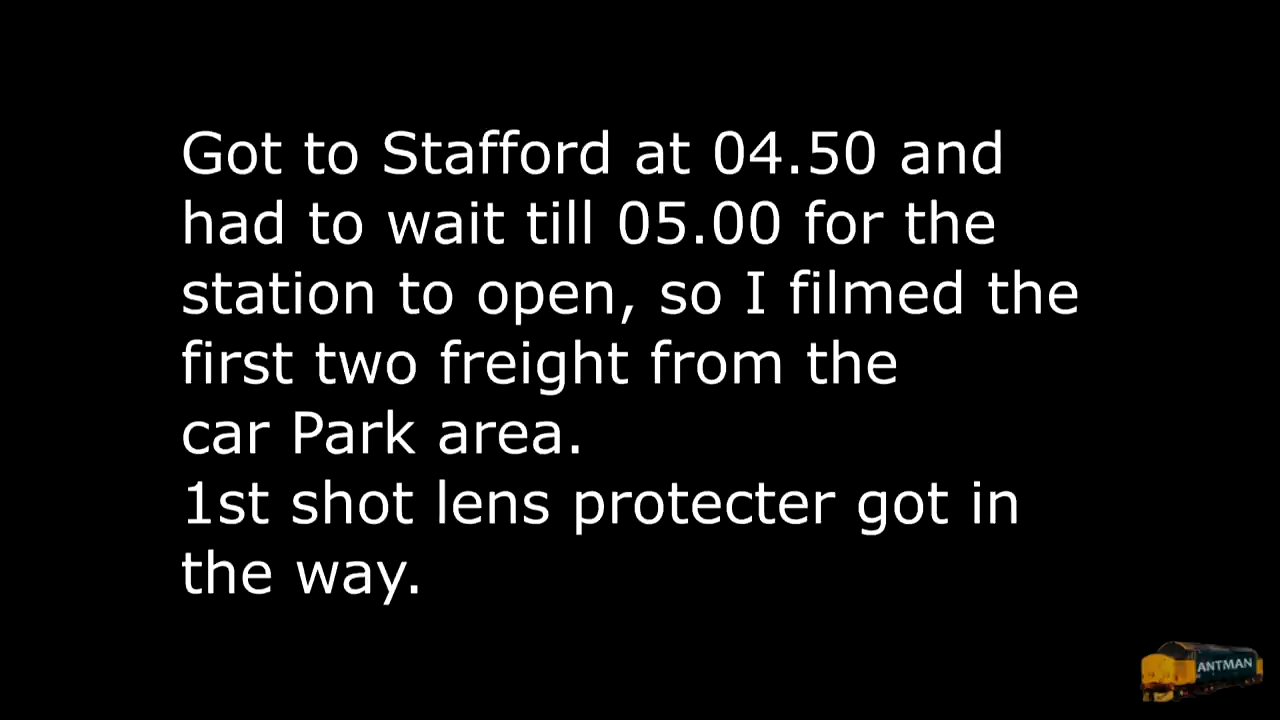 Got to Stafford at 04.50 and
had to wait till 05.00 for the
station to open, so I filmed the
first two freight from the
car Park area.
1st shot lens protecter got in
the way.
ANTMAN